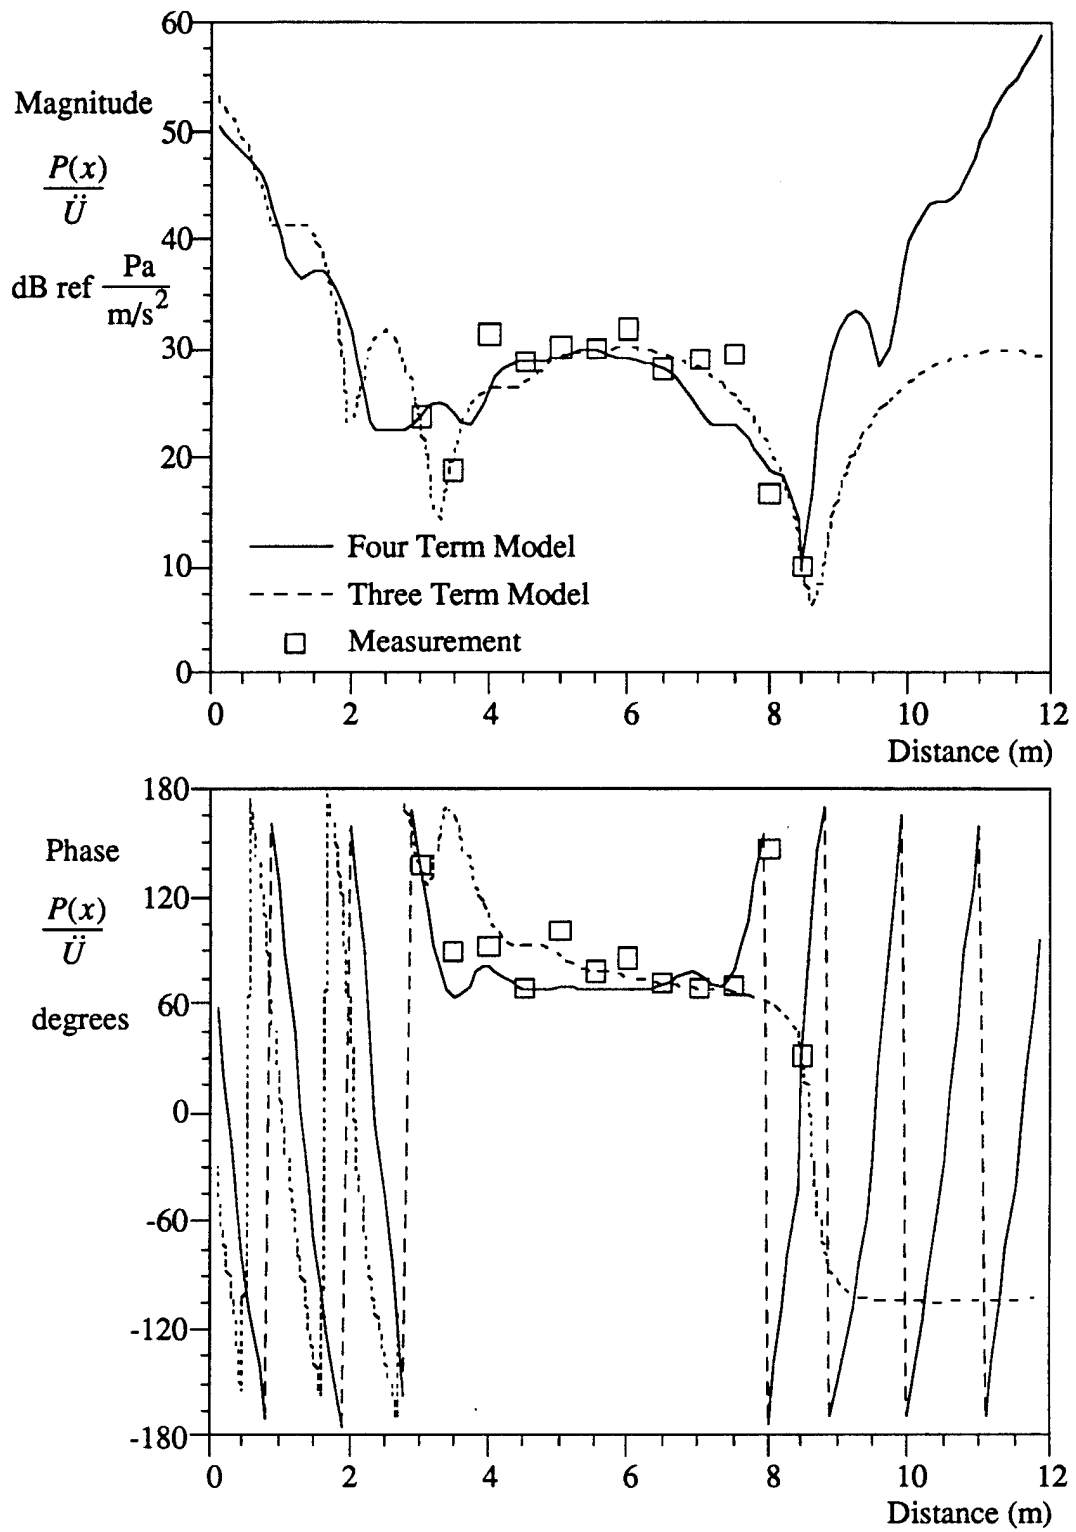 60
Magnitude
50
P(x)
Ü
40
dB ref Pa
m/s2
30
20
Four Term Model
10
Three Term Model
Measurement
0
0 2 4 6 8 10 12
Distance (m)
180
Phase
120
P(x)
Ü
60
degrees
0
-60
-120
-180
0 2 4 6 8 10 12
Distance (m)